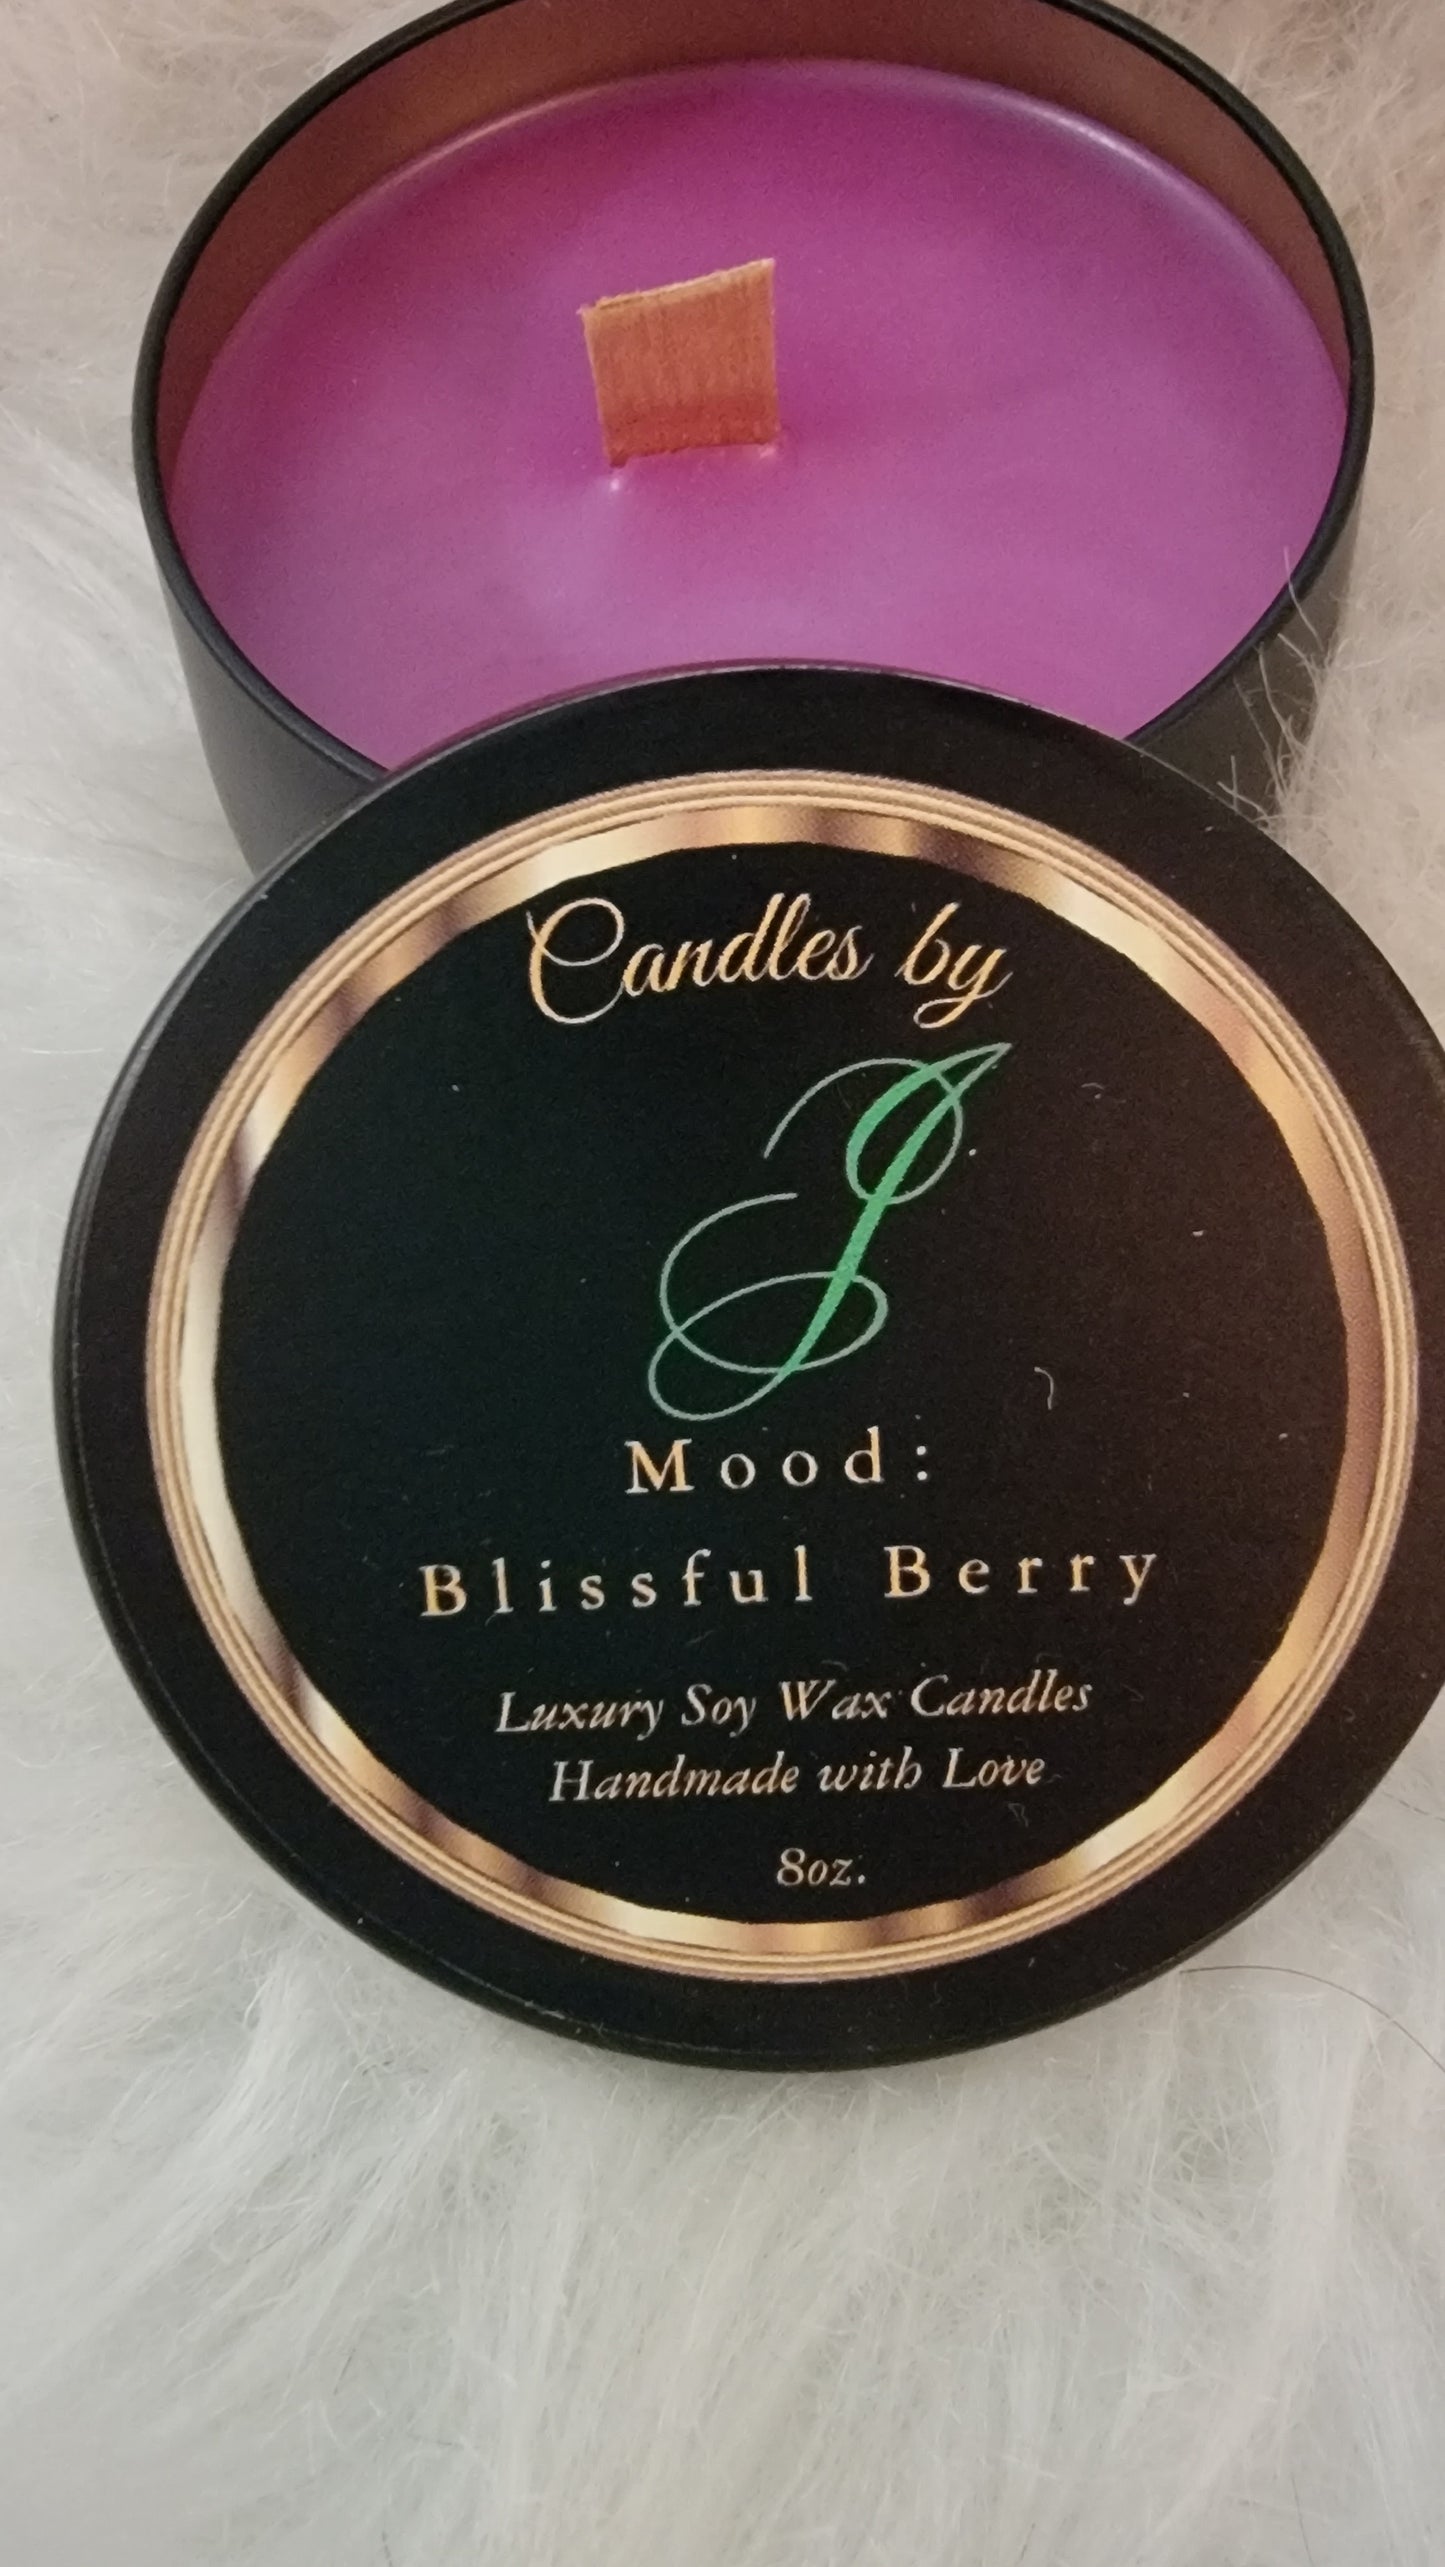 Candles by
J
Mood:
Blissful Berry
Luxury Soy Wax Candles
Handmade with Love
8oz.